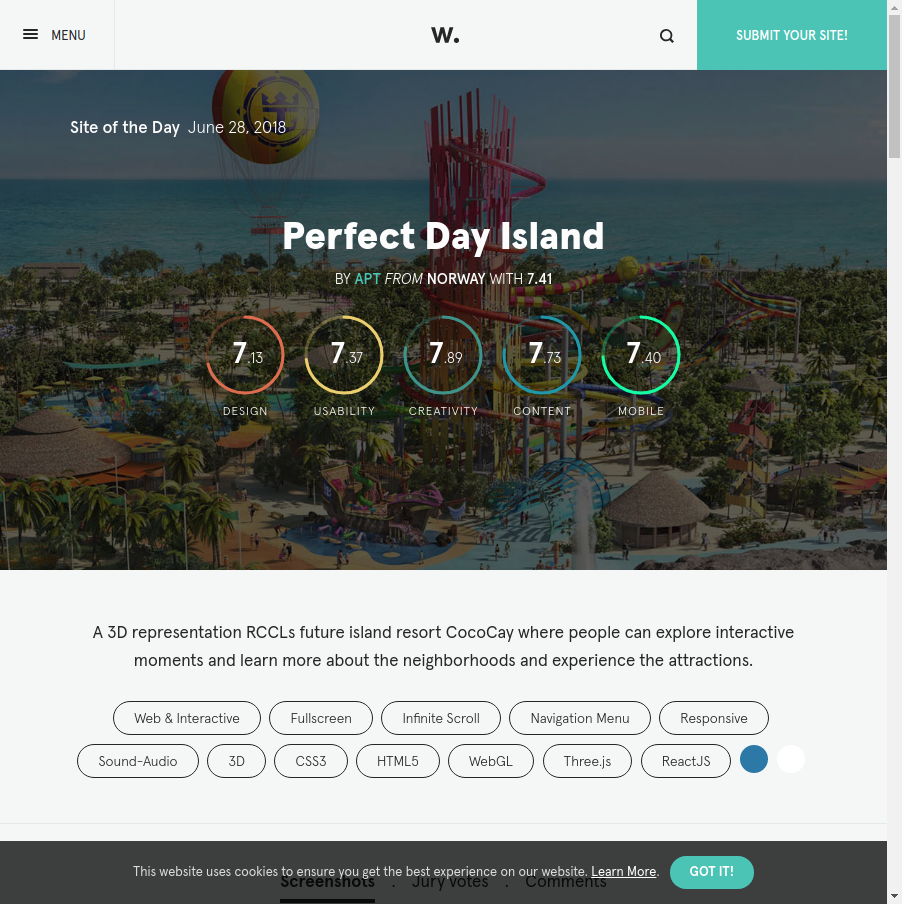 MENU
W.
SUBMIT YOUR SITE!
Site of the Day June 28, 2018
Perfect Day Island
BY APT FROM NORWAY WITH 7.41
7.13 7.37 7.89 7.73 7.40
DESIGN USABILITY CREATIVITY CONTENT MOBILE
A 3D representation RCCLs future island resort CocoCay where people can explore interactive
moments and learn more about the neighborhoods and experience the attractions.
Web & Interactive Fullscreen Infinite Scroll Navigation Menu Responsive
Sound-Audio 3D CSS3 HTML5 WebGL Three.js ReactJS
This website uses cookies to ensure you get the best experience on our website. Learn More. GOT IT!
Screenshots . Jury votes . Comments